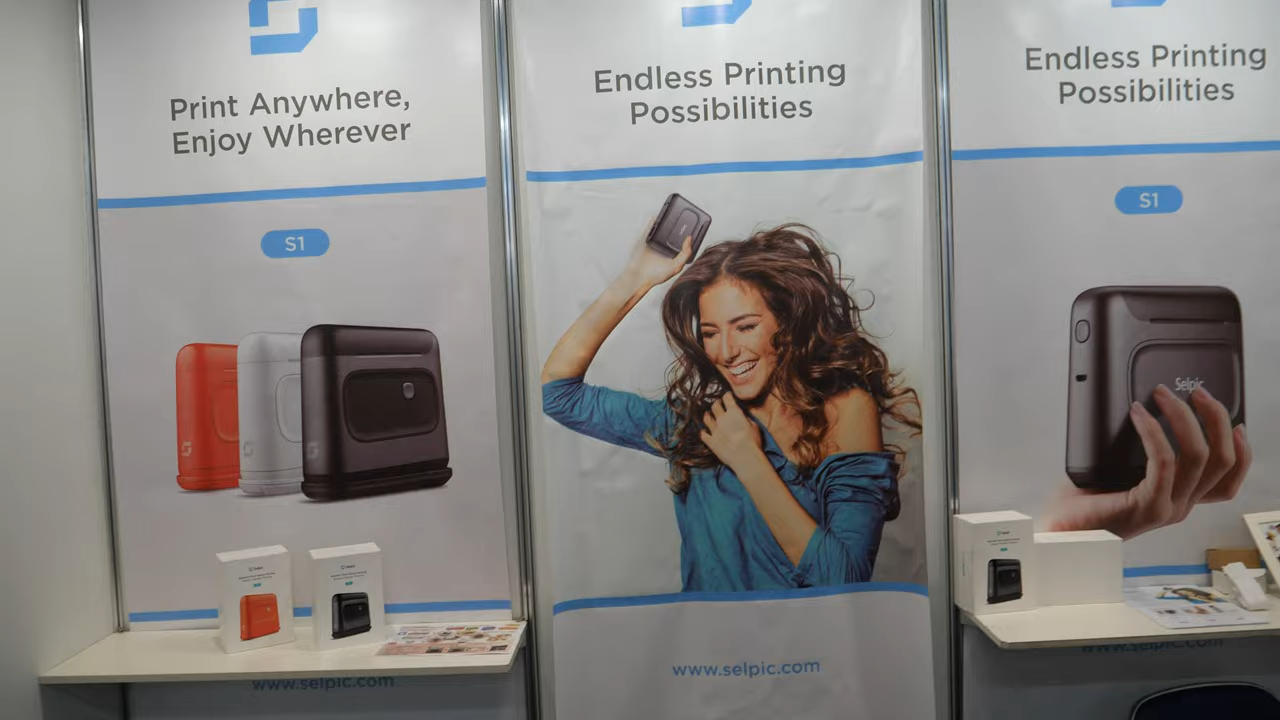 Print Anywhere,
Enjoy Wherever
S1
www.selpic.com
Endless Printing
Possibilities
www.selpic.com
Endless Printing
Possibilities
S1
Selpic
www.selpic.com